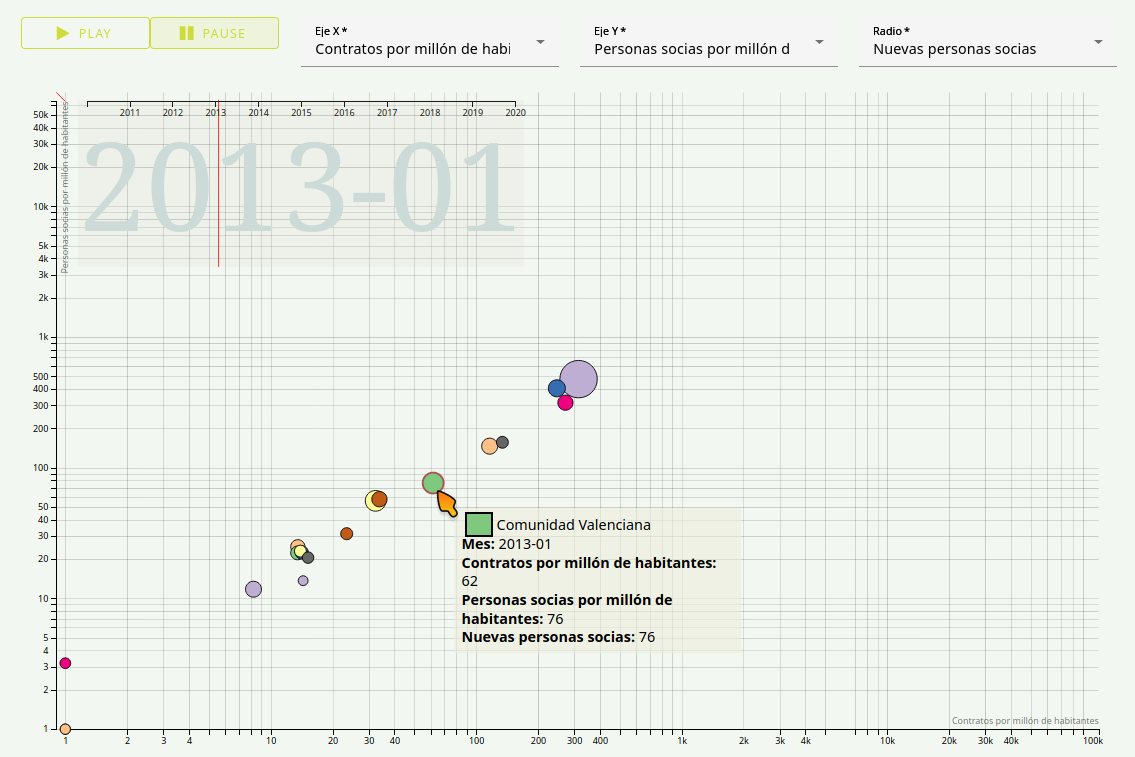 PLAY
PAUSE
Eje X *
Contratos por millón de habi
Eje Y *
Personas socias por millón d
Radio *
Nuevas personas socias
2011 2012 2013 2014 2015 2016 2017 2018 2019 2020
2013-01
Personas socias por millón de habitantes
50k
40k
30k
20k
10k
5k
4k
3k
2k
1k
500
400
300
200
100
50
40
30
20
10
5
4
3
2
1
Comunidad Valenciana
Mes: 2013-01
Contratos por millón de habitantes:
62
Personas socias por millón de
habitantes: 76
Nuevas personas socias: 76
Contratos por millón de habitantes
1 2 3 4 10 20 30 40 100 200 300 400 1k 2k 3k 4k 10k 20k 30k 40k 100k